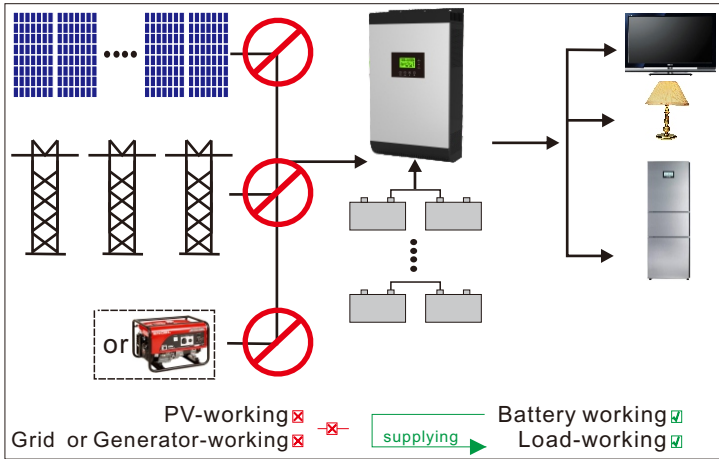 or
PV-working
Grid or Generator-working
supplying
Battery working
Load-working